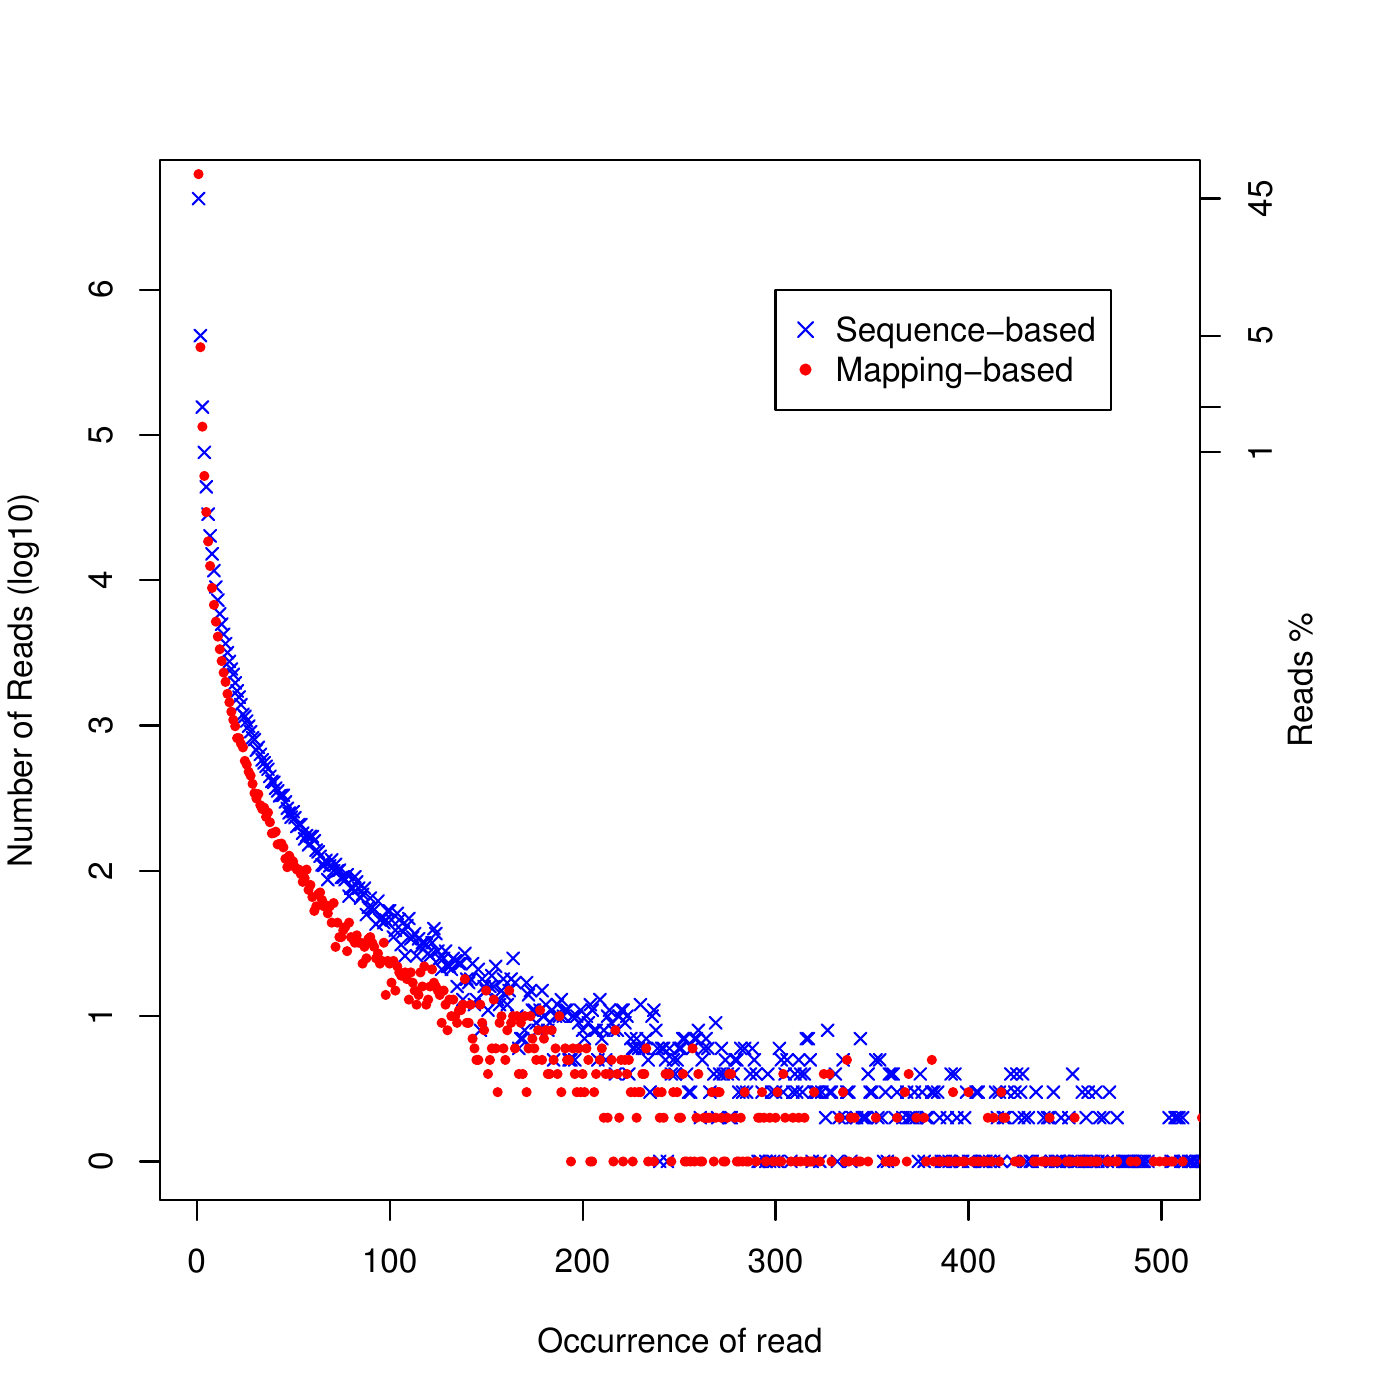 45
6
Sequence−based
5
Mapping−based
5
1
4
Number of Reads (log10)
Reads %
3
2
1
0
0 100 200 300 400 500
Occurrence of read